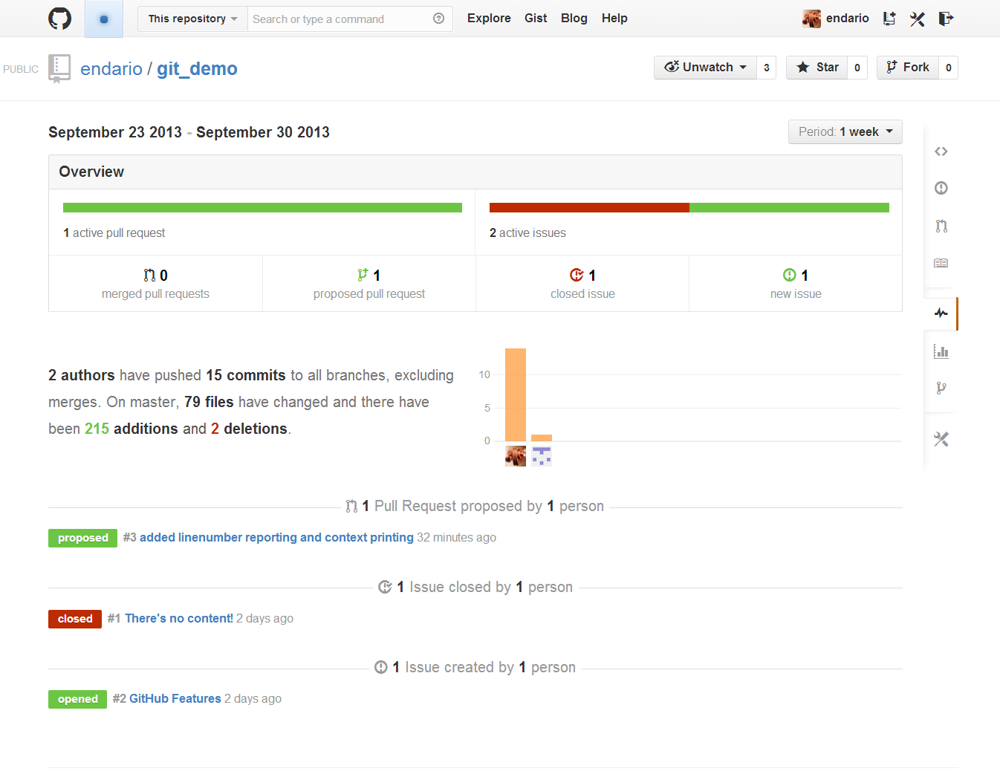 This repository Search or type a command Explore Gist Blog Help endario
PUBLIC endario / git_demo Unwatch 3 Star 0 Fork 0
September 23 2013 - September 30 2013 Period: 1 week
Overview
1 active pull request 2 active issues
0 1 1 1
merged pull requests proposed pull request closed issue new issue
2 authors have pushed 15 commits to all branches, excluding
merges. On master, 79 files have changed and there have
been 215 additions and 2 deletions.
10
5
0
1 Pull Request proposed by 1 person
proposed #3 added linenumber reporting and context printing 32 minutes ago
1 Issue closed by 1 person
closed #1 There's no content! 2 days ago
1 Issue created by 1 person
opened #2 GitHub Features 2 days ago